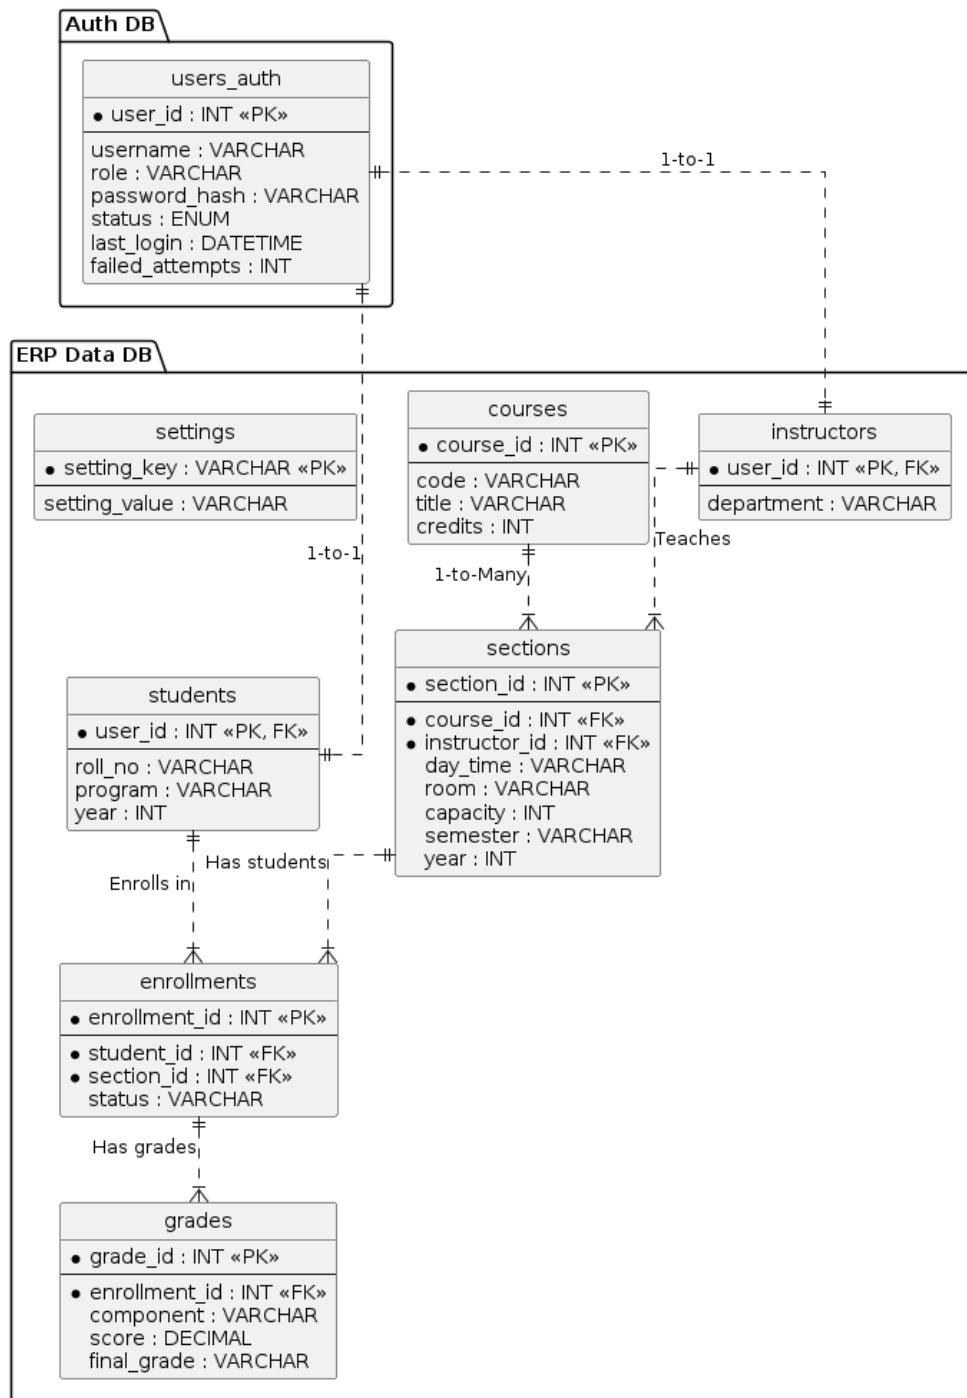 Auth DB
users_auth
user_id : INT «PK»
username : VARCHAR
role : VARCHAR
password_hash : VARCHAR
status : ENUM
last_login : DATETIME
failed_attempts : INT
1-to-1
ERP Data DB
settings
setting_key : VARCHAR «PK»
setting_value : VARCHAR
courses
course_id : INT «PK»
code : VARCHAR
title : VARCHAR
credits : INT
instructors
user_id : INT «PK, FK»
department : VARCHAR
1-to-1
1-to-Many
Teaches
students
user_id : INT «PK, FK»
roll_no : VARCHAR
program : VARCHAR
year : INT
sections
section_id : INT «PK»
course_id : INT «FK»
instructor_id : INT «FK»
day_time : VARCHAR
room : VARCHAR
capacity : INT
semester : VARCHAR
year : INT
Enrolls in
Has students
enrollments
enrollment_id : INT «PK»
student_id : INT «FK»
section_id : INT «FK»
status : VARCHAR
Has grades
grades
grade_id : INT «PK»
enrollment_id : INT «FK»
component : VARCHAR
score : DECIMAL
final_grade : VARCHAR